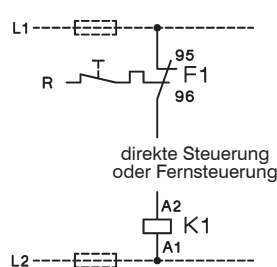 L1
95
F1
R
96
direkte Steuerung
oder Fernsteuerung
A2
K1
A1
L2